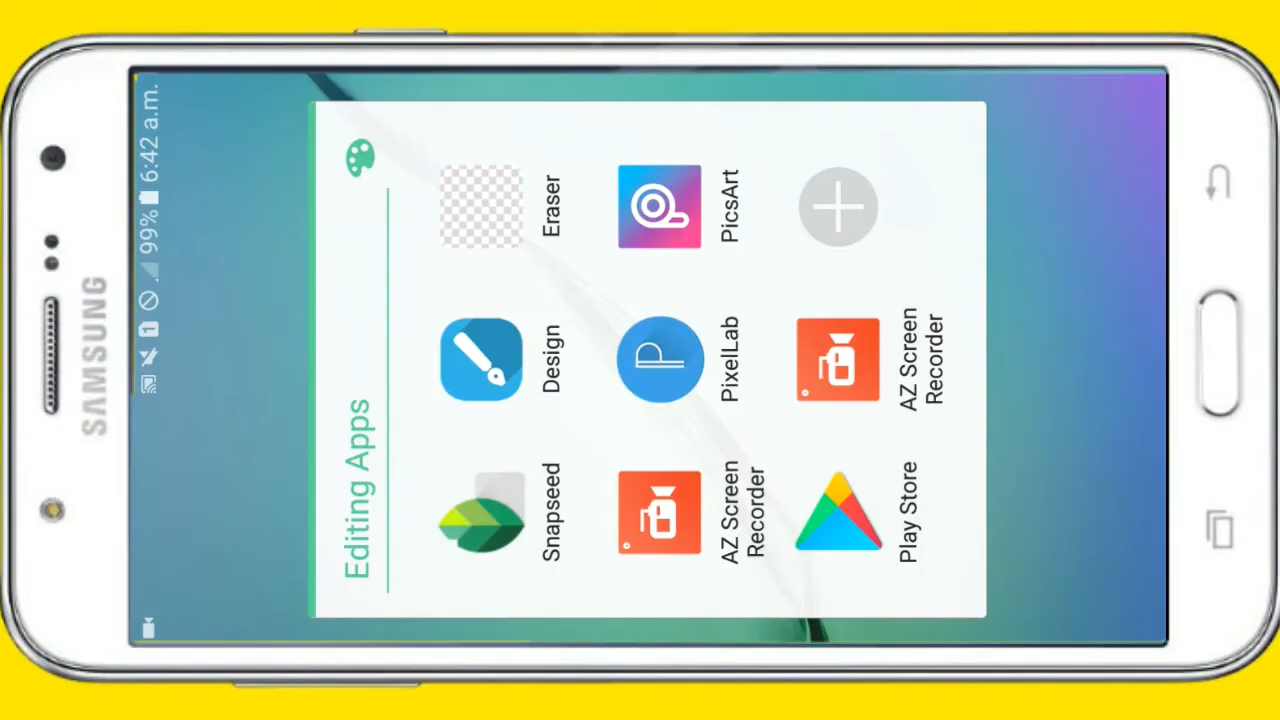 SAMSUNG
99% 6:42 a.m.
Editing Apps
Snapseed
Design
Eraser
AZ Screen
Recorder
PixelLab
PicsArt
Play Store
AZ Screen
Recorder